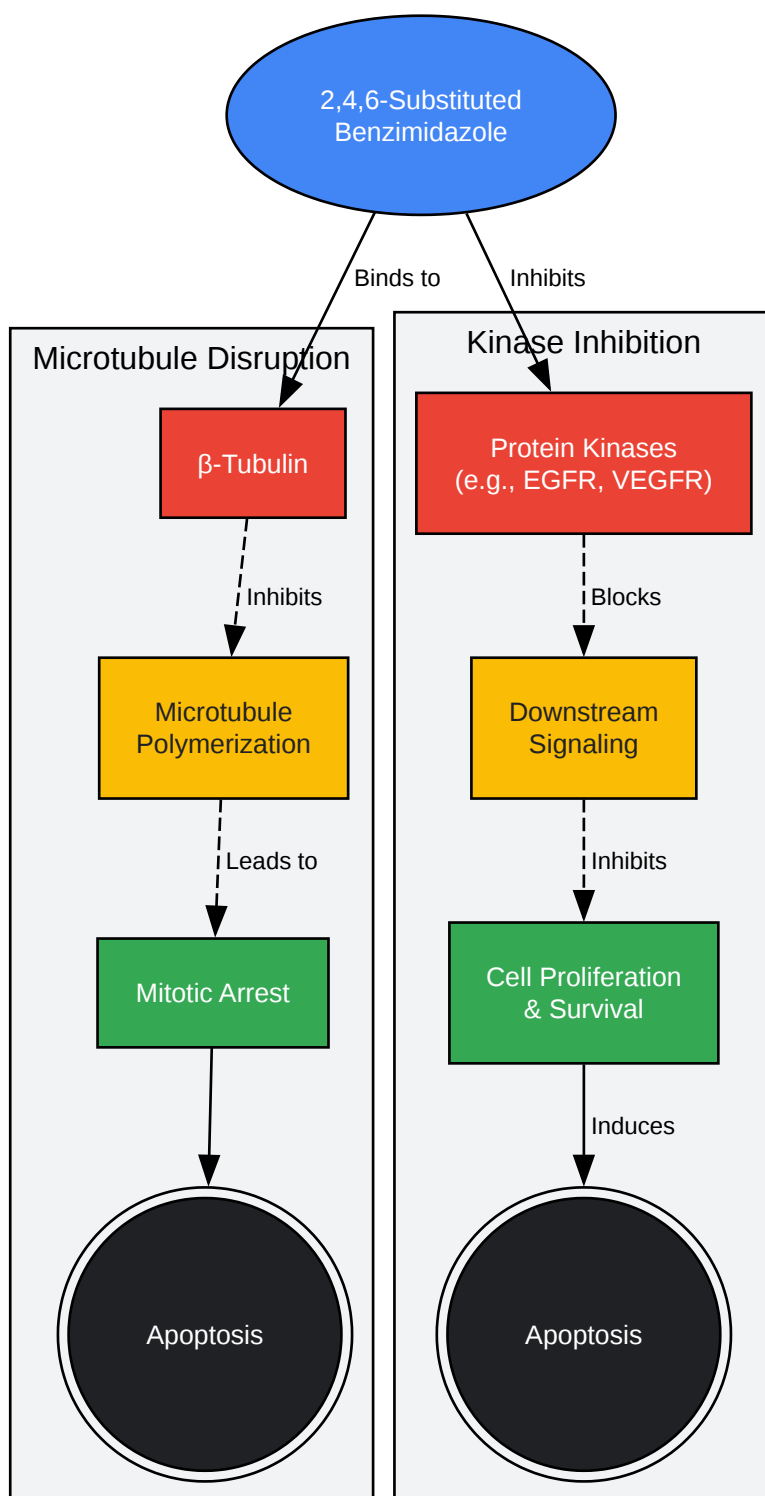 2,4,6-Substituted
Benzimidazole
Binds to
Inhibits
Microtubule Disruption
β-Tubulin
Inhibits
Microtubule
Polymerization
Leads to
Mitotic Arrest
Apoptosis
Kinase Inhibition
Protein Kinases
(e.g., EGFR, VEGFR)
Blocks
Downstream
Signaling
Inhibits
Cell Proliferation
& Survival
Induces
Apoptosis